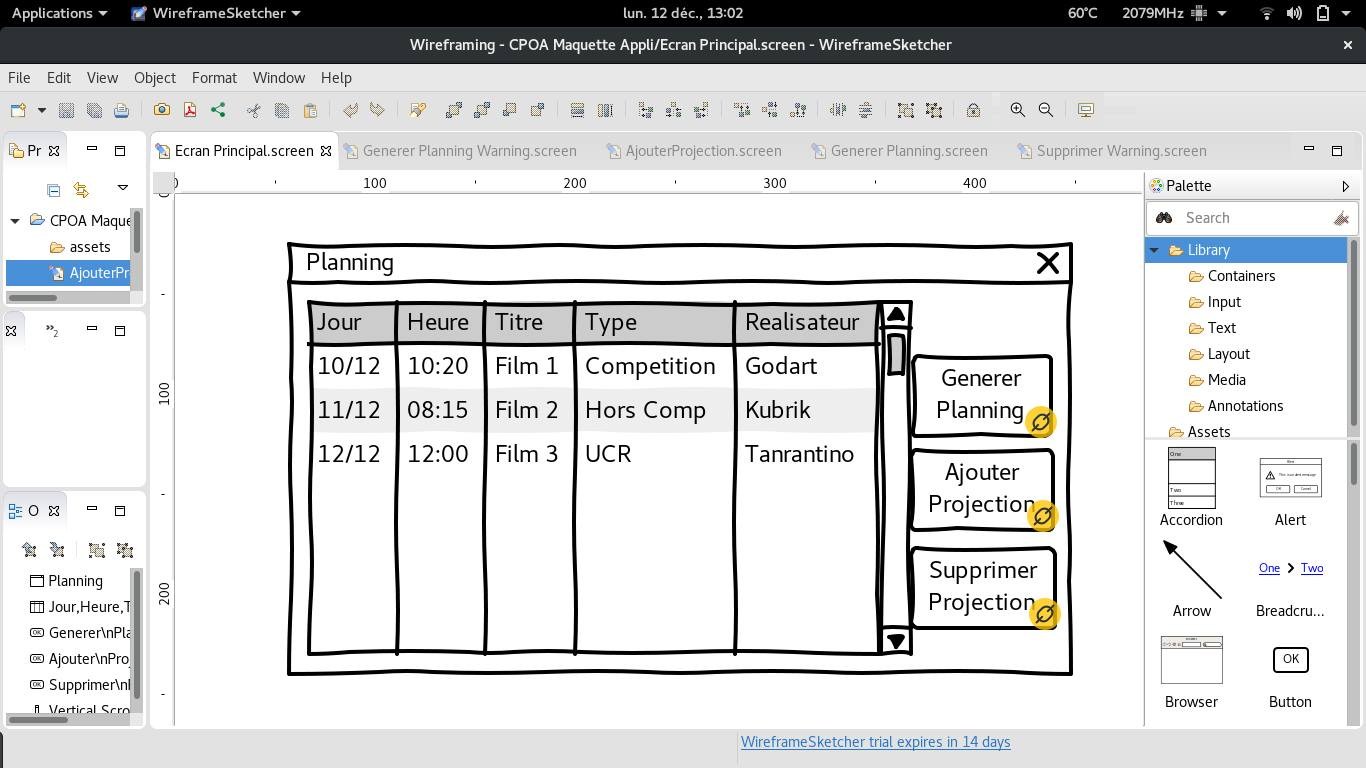 Applications WireframeSketcher lun. 12 déc., 13:02 60°C 2079MHz
Wireframing - CPOA Maquette Appli/Ecran Principal.screen - WireframeSketcher
File Edit View Object Format Window Help
Pr
Ecran Principal.screen Generer Planning Warning.screen AjouterProjection.screen Generer Planning.screen Supprimer Warning.screen
0 100 200 300 400
Palette
Search
CPOA Maque
assets
AjouterPr
Library
Containers
Input
Text
Layout
Media
Annotations
Assets
»2
O
Planning
Jour,Heure,T
Generer\nPla
Ajouter\nPro
Supprimer\n
Vertical Scro
100
200
Planning
Jour Heure Titre Type Realisateur
10/12 10:20 Film 1 Competition Godart
11/12 08:15 Film 2 Hors Comp Kubrik
12/12 12:00 Film 3 UCR Tanrantino
Generer
Planning
Ajouter
Projection
Supprimer
Projection
One
Two
Three
Accordion Alert
One Two
Arrow Breadcru...
OK
Browser Button
WireframeSketcher trial expires in 14 days